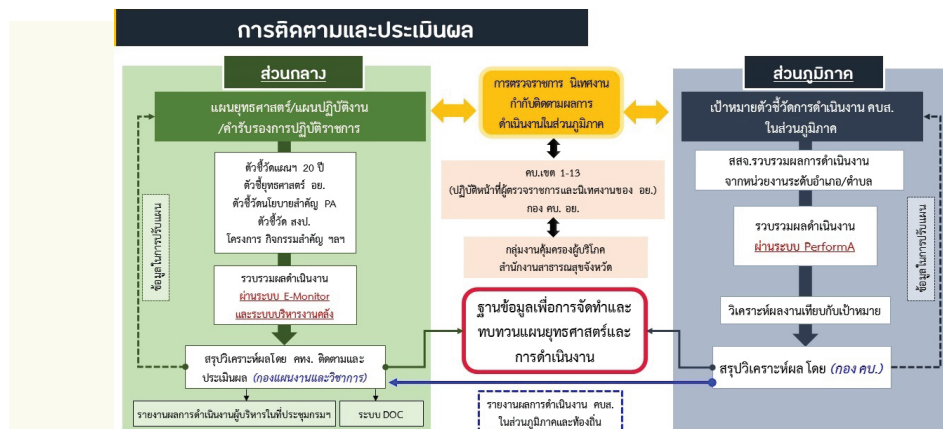 การติดตามและประเมินผล
ส่วนกลาง
แผนยุทธศาสตร์/แผนปฏิบัติงาน
/คำรับรองการปฏิบัติราชการ
ตัวชี้วัดแผนฯ 20 ปี
ตัวชี้ยุทธศาสตร์ อย.
ตัวชี้วัดนโยบายสำคัญ PA
ตัวชี้วัด สงป.
โครงการ กิจกรรมสำคัญ ฯลฯ
รวบรวมผลดำเนินงาน
ผ่านระบบ E-Monitor
และระบบบริหารงานคลัง
สรุปวิเคราะห์ผลโดย คทง. ติดตามและ
ประเมินผล (กองแผนงานและวิชาการ)
รายงานผลการดำเนินงานผู้บริหารในที่ประชุมกรมฯ
ระบบ DOC
ข้อมูลในการปรับแผน
การตรวจราชการ นิเทศงาน
กำกับติดตามผลการ
ดำเนินงานในส่วนภูมิภาค
คบ.เขต 1-13
(ปฏิบัติหน้าที่ผู้ตรวจราชการและนิเทศงานของ อย.)
กอง คบ. อย.
กลุ่มงานคุ้มครองผู้บริโภค
สำนักงานสาธารณสุขจังหวัด
ฐานข้อมูลเพื่อการจัดทำและ
ทบทวนแผนยุทธศาสตร์และ
การดำเนินงาน
รายงานผลการดำเนินงาน คบส.
ในส่วนภูมิภาคและท้องถิ่น
ส่วนภูมิภาค
เป้าหมายตัวชี้วัดการดำเนินงาน คบส.
ในส่วนภูมิภาค
สสจ.รวบรวมผลการดำเนินงาน
จากหน่วยงานระดับอำเภอ/ตำบล
รวบรวมผลดำเนินงาน
ผ่านระบบ PerformA
วิเคราะห์ผลงานเทียบกับเป้าหมาย
สรุปวิเคราะห์ผล โดย (กอง คบ.)
ข้อมูลในการปรับแผน